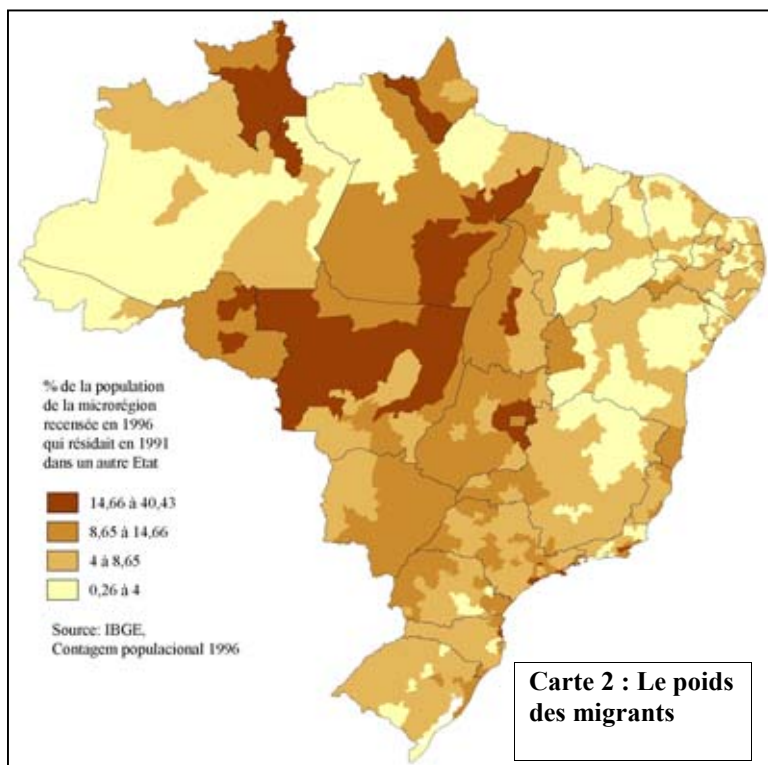 % de la population
de la microrégion
recensée en 1996
qui résidait en 1991
dans un autre Etat
14,66 à 40,43
8,65 à 14,66
4 à 8,65
0,26 à 4
Source: IBGE,
Contagem populacional 1996
Carte 2 : Le poids
des migrants